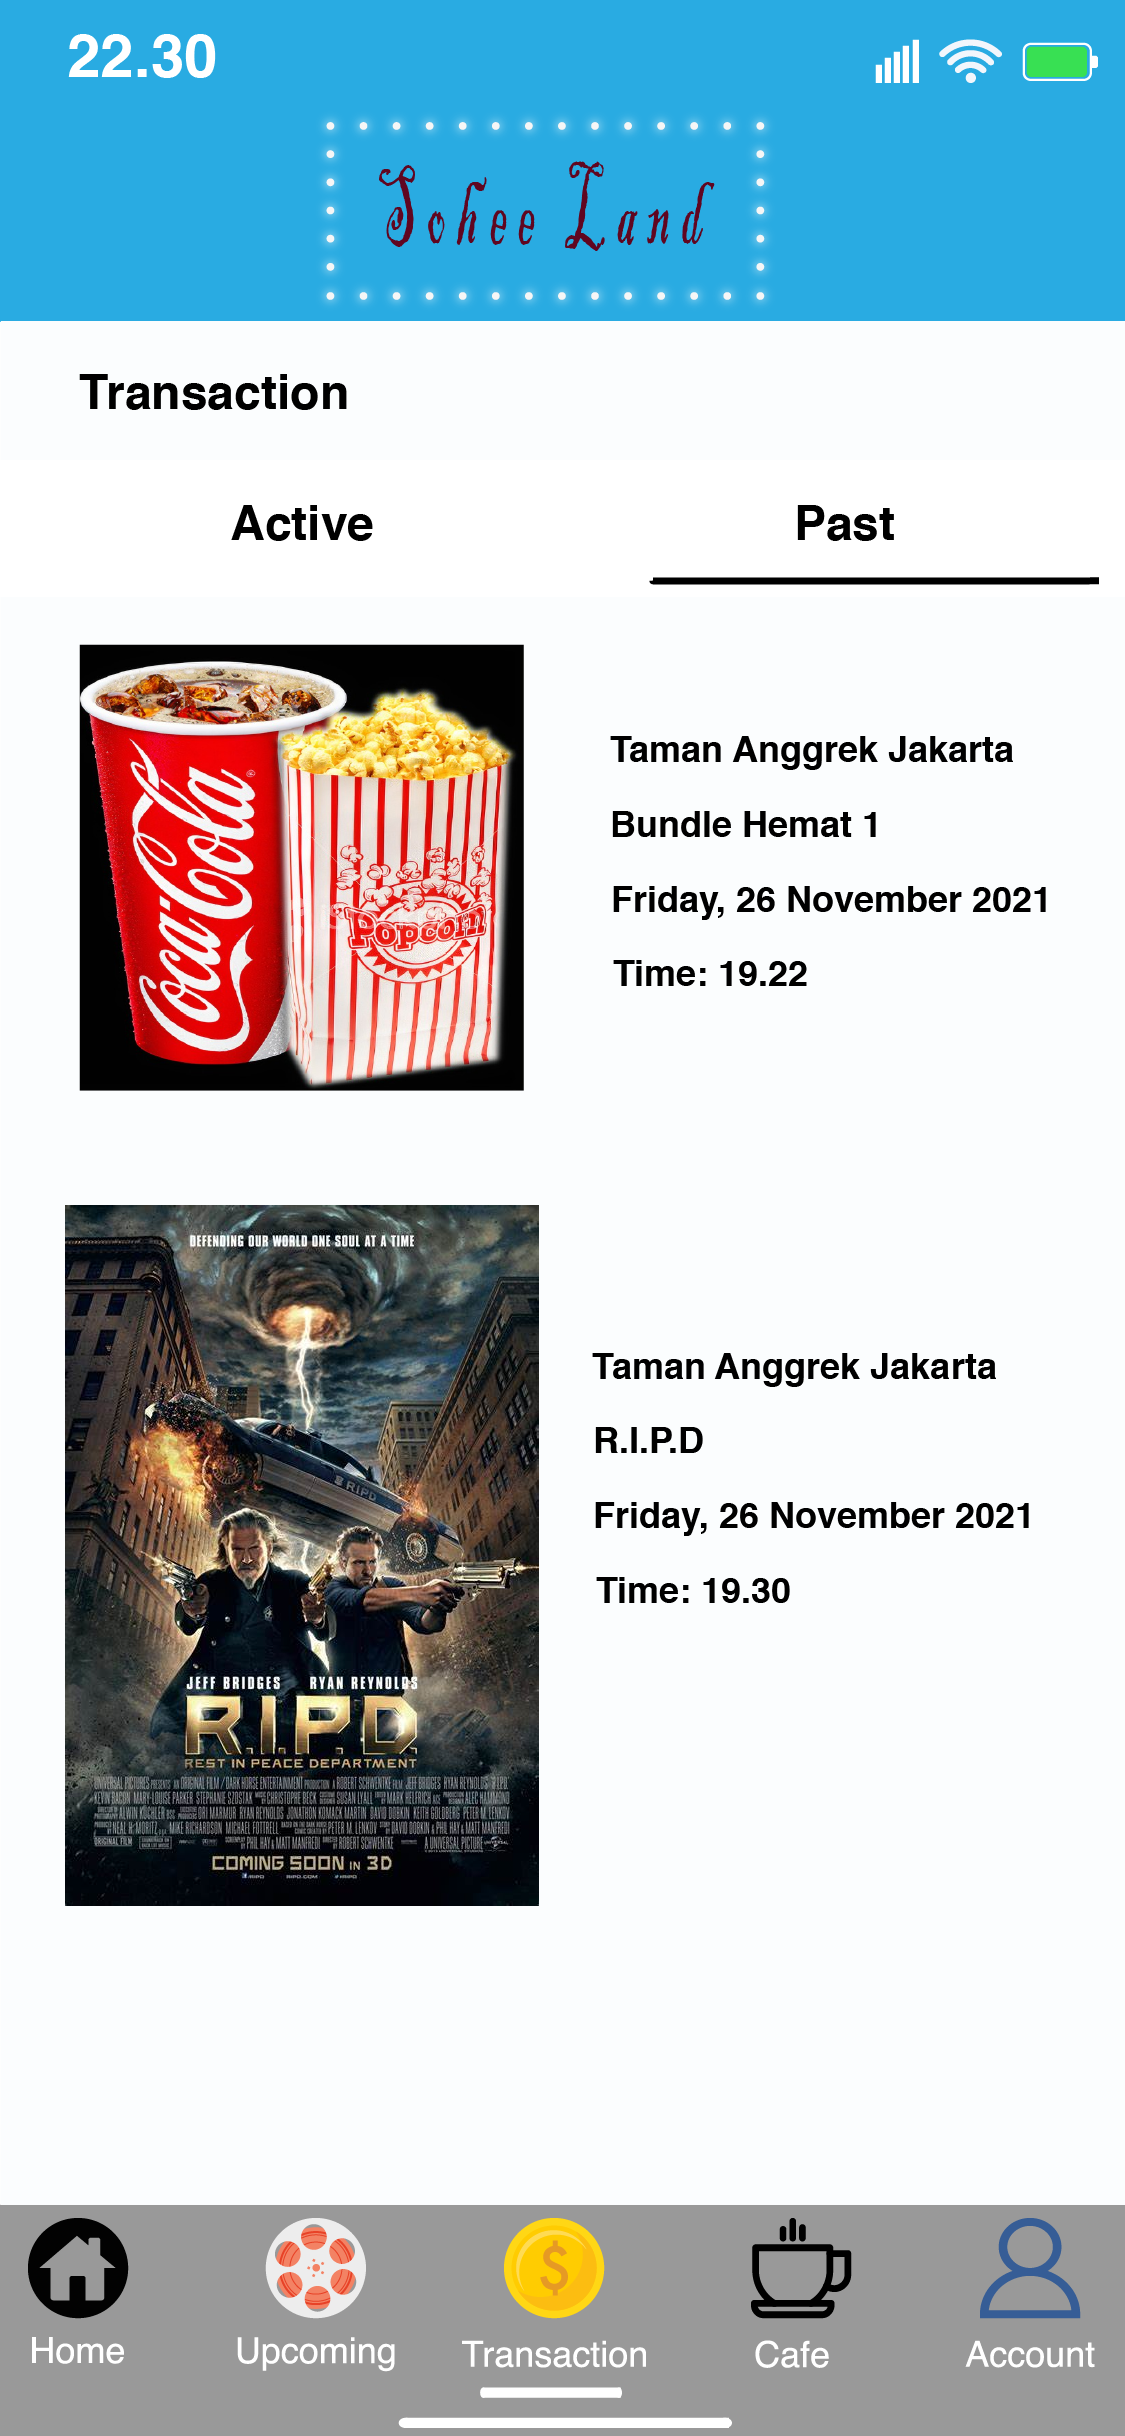 22.30
Sohee Land
Transaction
Active
Past
Coca-Cola
Popcorn
Taman Anggrek Jakarta
Bundle Hemat 1
Friday, 26 November 2021
Time: 19.22
DEFENDING OUR WORLD ONE SOUL AT A TIME
R.I.P.D
JEFF BRIDGES RYAN REYNOLDS
R.I.P.D.
REST IN PEACE DEPARTMENT
COMING SOON IN 3D
Taman Anggrek Jakarta
R.I.P.D
Friday, 26 November 2021
Time: 19.30
$
Home
Upcoming
Transaction
Cafe
Account